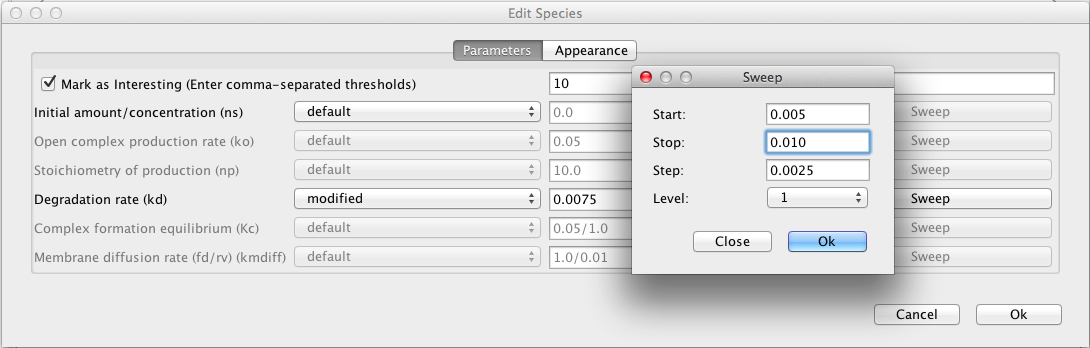 Edit Species
Parameters Appearance
Mark as Interesting (Enter comma-separated thresholds) 10
Initial amount/concentration (ns) default 0.0 Sweep
Open complex production rate (ko) default 0.05 Sweep
Stoichiometry of production (np) default 10.0 Sweep
Degradation rate (kd) modified 0.0075 Sweep
Complex formation equilibrium (Kc) default 0.05/1.0 Sweep
Membrane diffusion rate (fd/rv) (kmdiff) default 1.0/0.01 Sweep
Cancel Ok
Sweep
Start: 0.005
Stop: 0.010
Step: 0.0025
Level: 1
Close Ok